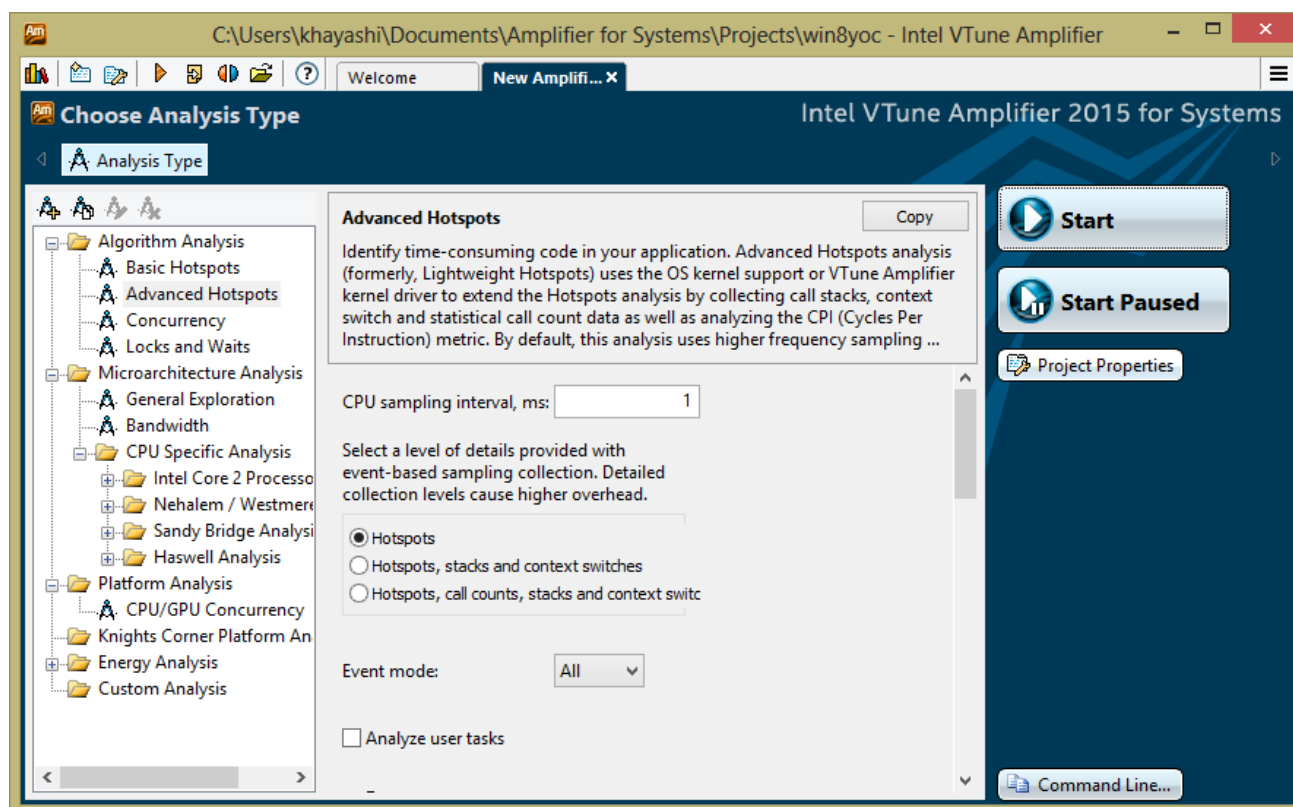 Am
C:\Users\khayashi\Documents\Amplifier for Systems\Projects\win8yoc - Intel VTune Amplifier
Welcome
New Amplifi...
Am Choose Analysis Type
Intel VTune Amplifier 2015 for Systems
Analysis Type
Algorithm Analysis
Basic Hotspots
Advanced Hotspots
Concurrency
Locks and Waits
Microarchitecture Analysis
General Exploration
Bandwidth
CPU Specific Analysis
Intel Core 2 Processo
Nehalem / Westmere
Sandy Bridge Analysi
Haswell Analysis
Platform Analysis
CPU/GPU Concurrency
Knights Corner Platform An
Energy Analysis
Custom Analysis
Advanced Hotspots
Copy
Identify time-consuming code in your application. Advanced Hotspots analysis
(formerly, Lightweight Hotspots) uses the OS kernel support or VTune Amplifier
kernel driver to extend the Hotspots analysis by collecting call stacks, context
switch and statistical call count data as well as analyzing the CPI (Cycles Per
Instruction) metric. By default, this analysis uses higher frequency sampling ...
CPU sampling interval, ms: 1
Select a level of details provided with
event-based sampling collection. Detailed
collection levels cause higher overhead.
Hotspots
Hotspots, stacks and context switches
Hotspots, call counts, stacks and context switc
Event mode: All
Analyze user tasks
Start
Start Paused
Project Properties
Command Line...